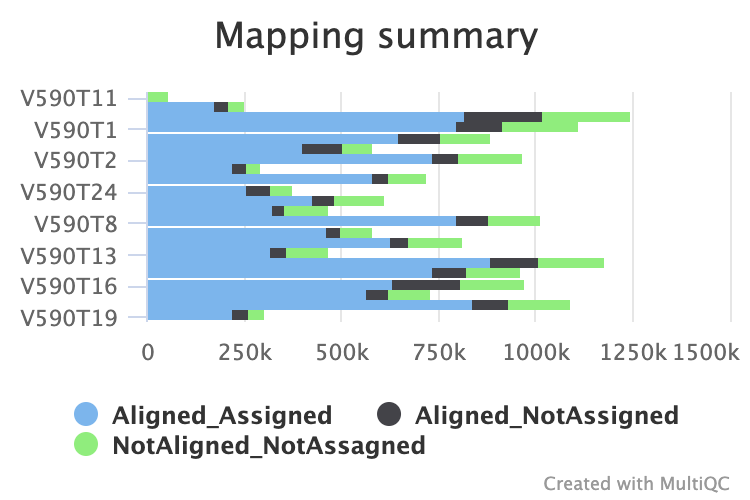 Mapping summary
V590T11
V590T1
V590T2
V590T24
V590T8
V590T13
V590T16
V590T19
0 250k 500k 750k 1000k 1250k 1500k
Aligned_Assigned Aligned_NotAssigned
NotAligned_NotAssagned
Created with MultiQC